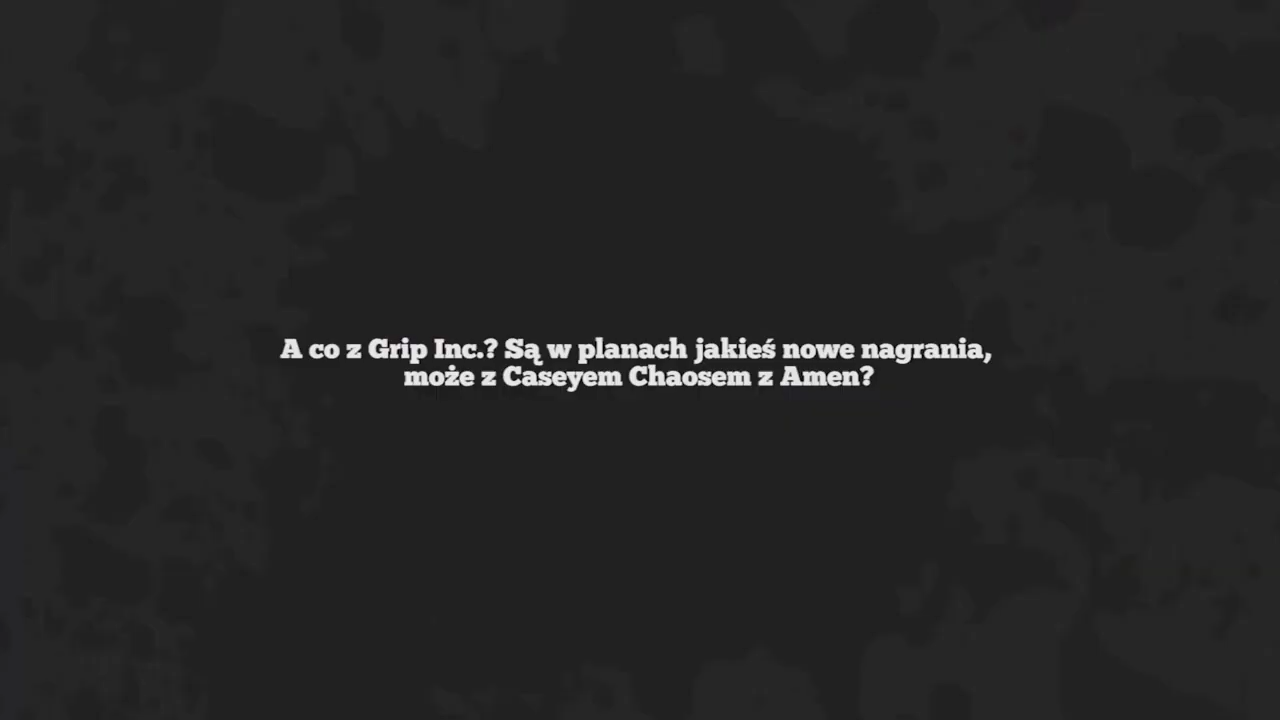 A co z Grip Inc.? Są w planach jakieś nowe nagrania,
może z Caseyem Chaosem z Amen?